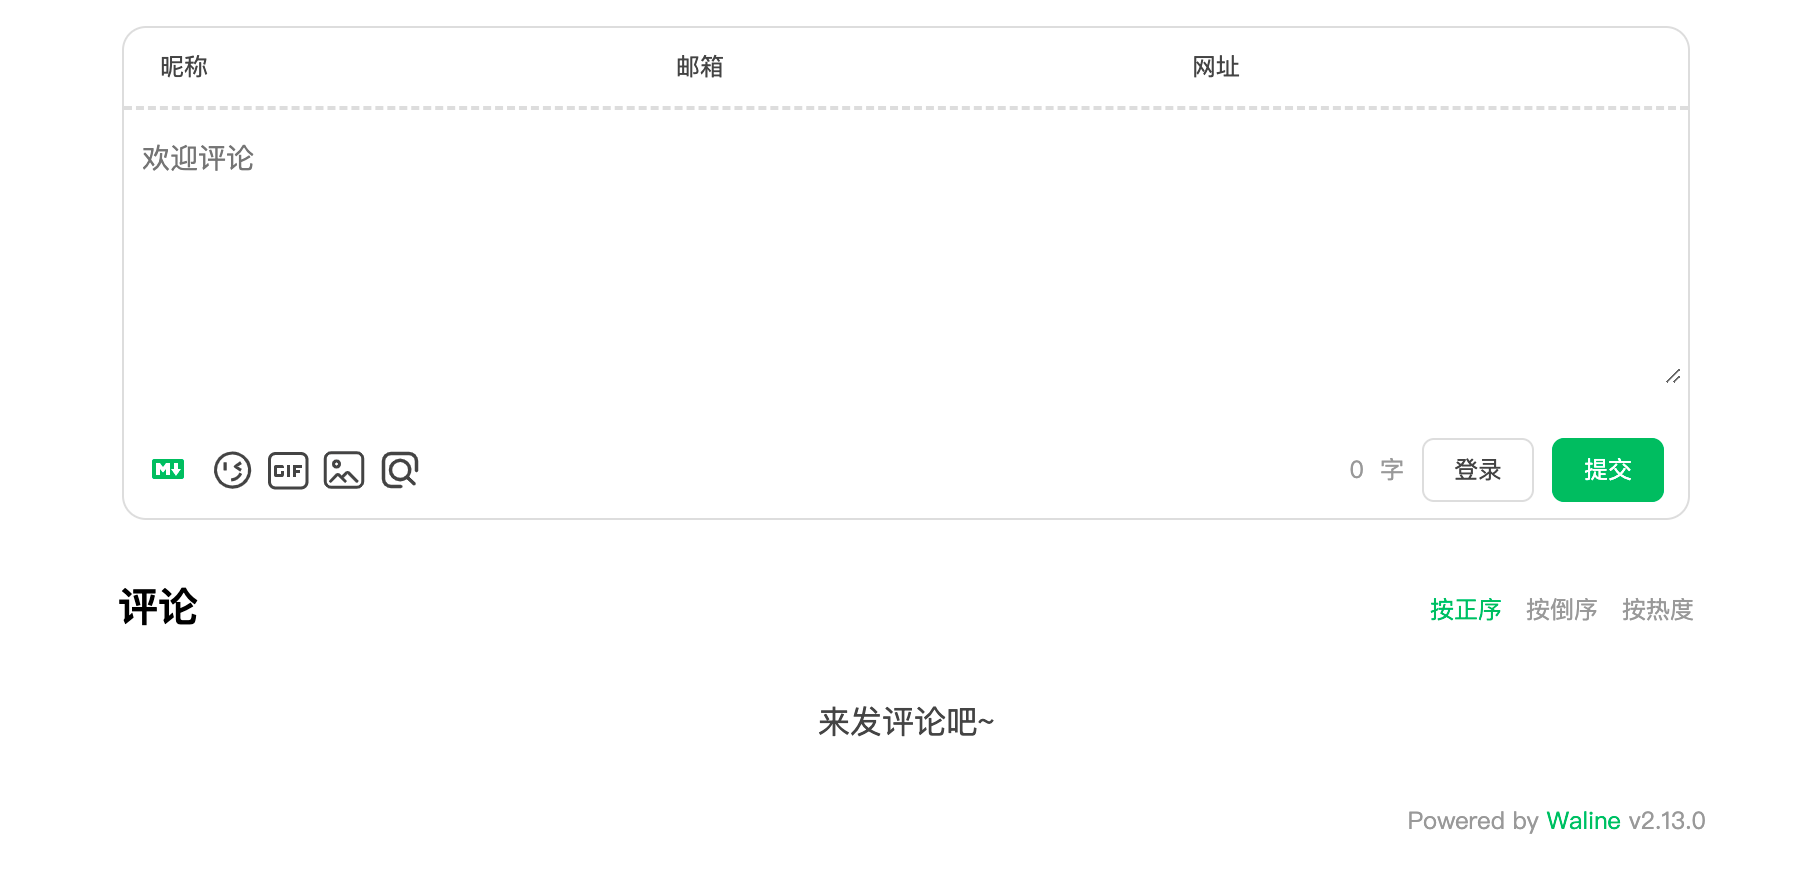 昵称 邮箱 网址
欢迎评论
M GIF 0 字 登录 提交
评论 按正序 按倒序 按热度
来发评论吧~
Powered by Waline v2.13.0